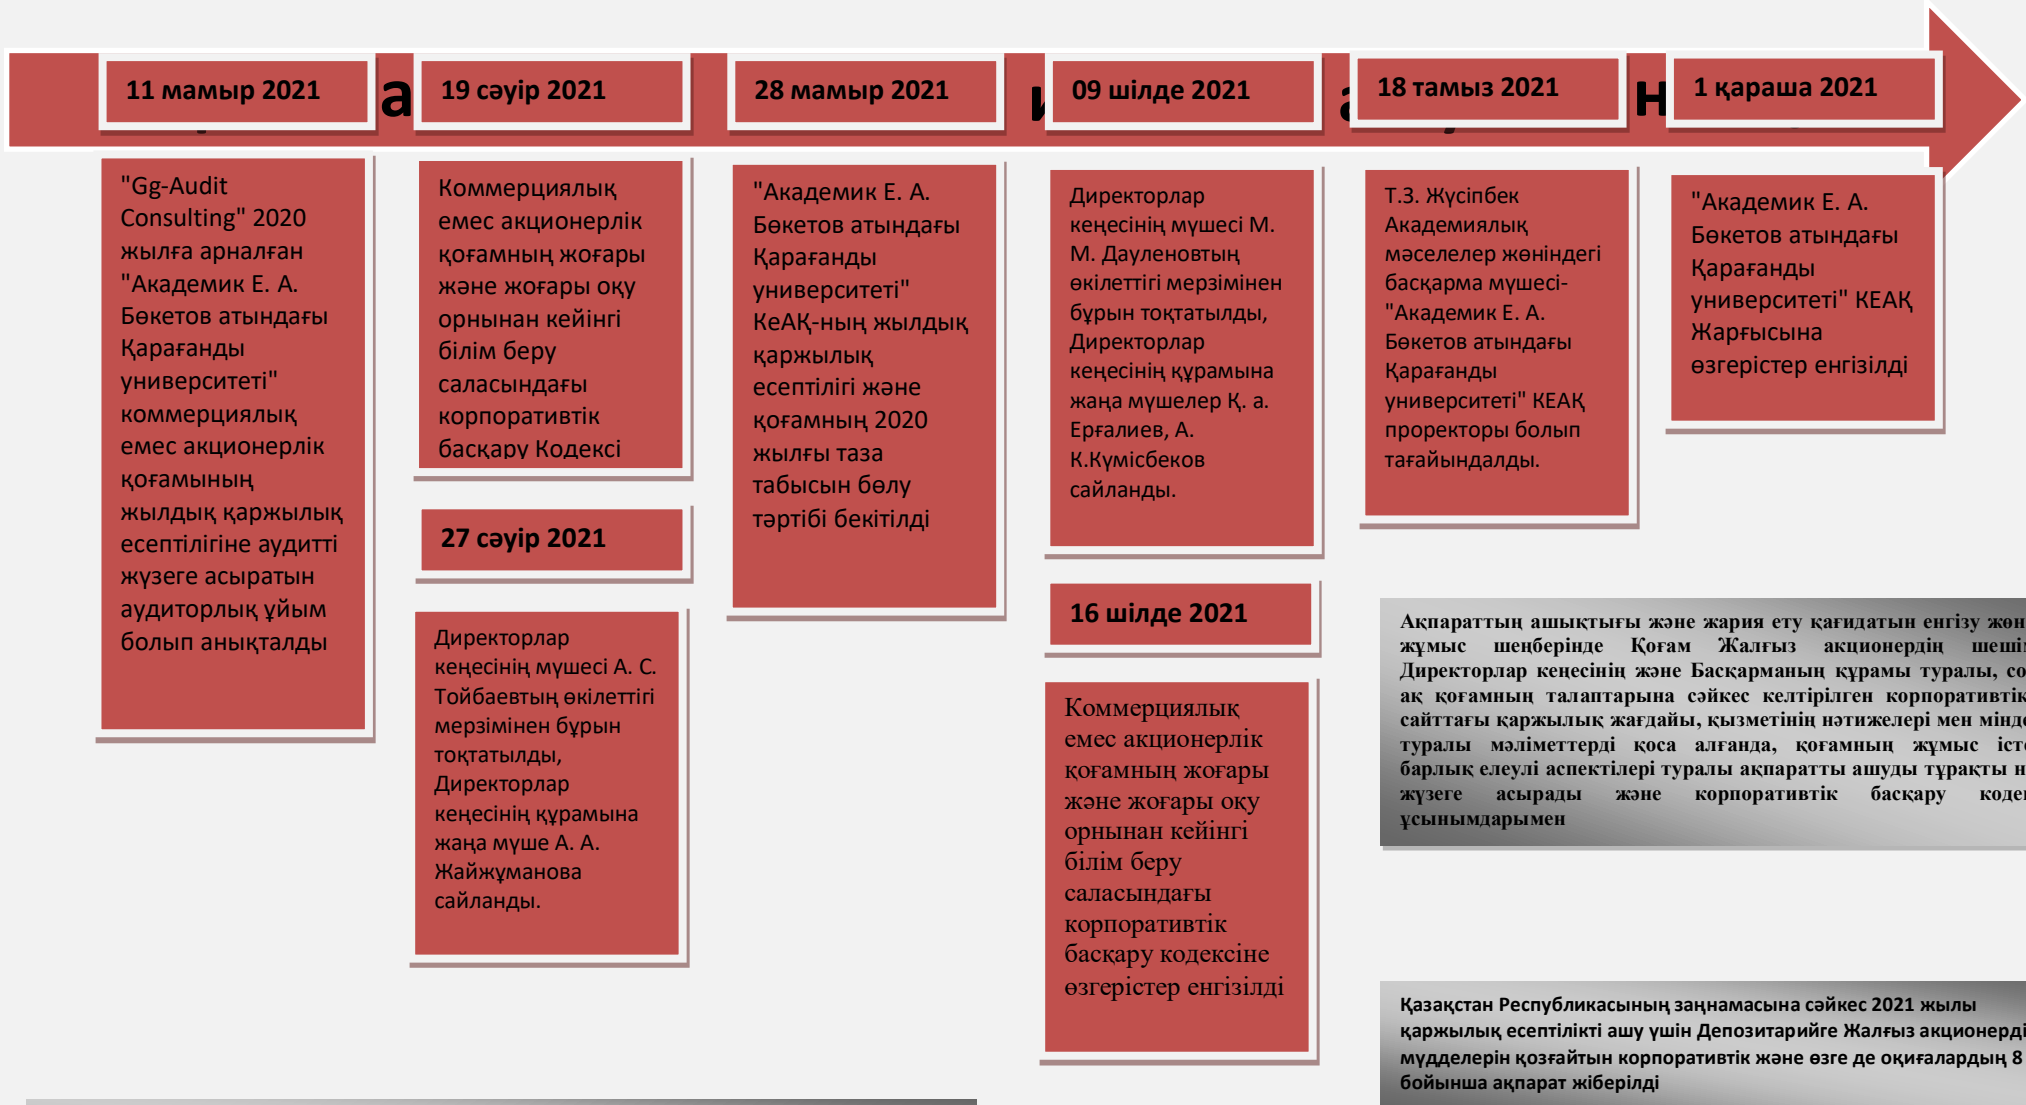 11 мамыр 2021
"Gg-Audit
Consulting" 2020
жылға арналған
"Академик Е. А.
Бөкетов атындағы
Қарағанды
университеті"
коммерциялық
емес акционерлік
қоғамының
жылдық қаржылық
есептілігіне аудитті
жүзеге асыратын
аудиторлық ұйым
болып анықталды
19 сәуір 2021
Коммерциялық
емес акционерлік
қоғамның жоғары
және жоғары оқу
орнынан кейінгі
білім беру
саласындағы
корпоративтік
басқару Кодексі
27 сәуір 2021
Директорлар
кеңесінің мүшесі А. С.
Тойбаевтың өкілеттігі
мерзімінен бұрын
тоқтатылды,
Директорлар
кеңесінің құрамына
жаңа мүше А. А.
Жайжұманова
сайланды.
28 мамыр 2021
"Академик Е. А.
Бөкетов атындағы
Қарағанды
университеті"
КеАҚ-ның жылдық
қаржылық
есептілігі және
қоғамның 2020
жылғы таза
табысын бөлу
тәртібі бекітілді
09 шілде 2021
Директорлар
кеңесінің мүшесі М.
М. Дауленовтың
өкілеттігі мерзімінен
бұрын тоқтатылды,
Директорлар
кеңесінің құрамына
жаңа мүшелер Қ. а.
Ерғалиев, А.
К.Күмісбеков
сайланды.
16 шілде 2021
Коммерциялық
емес акционерлік
қоғамның жоғары
және жоғары оқу
орнынан кейінгі
білім беру
саласындағы
корпоративтік
басқару кодексіне
өзгерістер енгізілді
18 тамыз 2021
Т.З. Жүсіпбек
Академиялық
мәселелер жөніндегі
басқарма мүшесі-
"Академик Е. А.
Бөкетов атындағы
Қарағанды
университеті" КЕАҚ
проректоры болып
тағайындалды.
1 қараша 2021
"Академик Е. А.
Бөкетов атындағы
Қарағанды
университеті" КЕАҚ
Жарғысына
өзгерістер енгізілді
Ақпараттың ашықтығы және жария ету қағидатын енгізу
жұмыс шеңберінде Қоғам Жалғыз акционердің
Директорлар кеңесінің және Басқарманың құрамы туралы,
ақ қоғамның талаптарына сәйкес келтірілген
сайттағы қаржылық жағдайы, қызметінің нәтижелері мен
туралы мәліметтерді қоса алғанда, қоғамның жұмыс
барлық елеулі аспектілері туралы ақпаратты ашуды тұрақты
жүзеге асырады және корпоративтік басқару
ұсынымдарымен
Қазақстан Республикасының заңнамасына сәйкес 2021 жылы
қаржылық есептілікті ашу үшін Депозитарийге Жалғыз
мүдделерін қозғайтын корпоративтік және өзге де оқиғалардың 8
бойынша ақпарат жіберілді